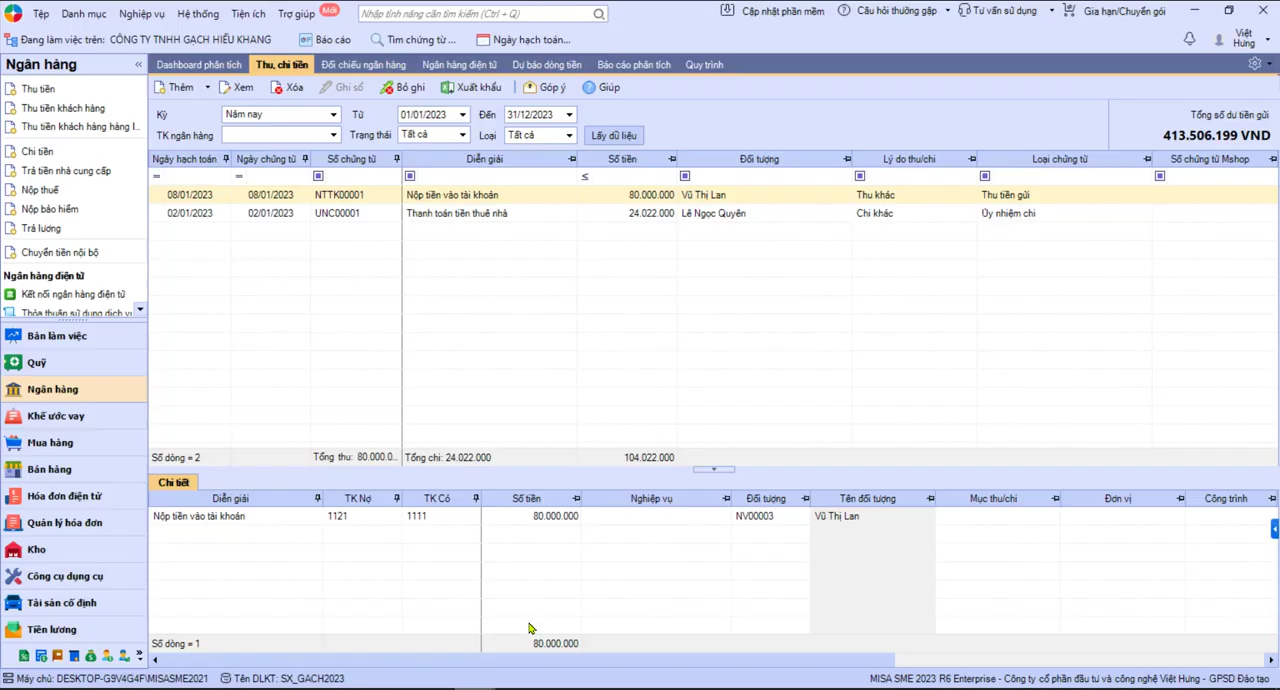 Tệp Danh mục Nghiệp vụ Hệ thống Tiện ích Trợ giúp Mới Nhập tính năng cần tìm kiếm (Ctrl + Q) Cập nhật phần mềm Câu hỏi thường gặp Tư vấn sử dụng Gia hạn/Chuyển gói
Đang làm việc trên: CÔNG TY TNHH GẠCH HIẾU KHANG Báo cáo Tìm chứng từ ... Ngày hạch toán... Việt Hưng
Ngân hàng «
Dashboard phân tích Thu, chi tiền Đối chiếu ngân hàng Ngân hàng điện tử Dự báo dòng tiền Báo cáo phân tích Quy trình
Thêm Xem Xóa Ghi sổ Bỏ ghi Xuất khẩu Góp ý Giúp
Kỳ Năm nay Từ 01/01/2023 Đến 31/12/2023
TK ngân hàng Trạng thái Tất cả Loại Tất cả Lấy dữ liệu
Tổng số dư tiền gửi
413.506.199 VND
Thu tiền
Thu tiền khách hàng
Thu tiền khách hàng hàng l...
Chi tiền
Trả tiền nhà cung cấp
Nộp thuế
Nộp bảo hiểm
Trả lương
Chuyển tiền nội bộ
Ngân hàng điện tử
Kết nối ngân hàng điện tử
Thỏa thuận sử dụng dịch vụ
Bàn làm việc
Quỹ
Ngân hàng
Khế ước vay
Mua hàng
Bán hàng
Hóa đơn điện tử
Quản lý hóa đơn
Kho
Công cụ dụng cụ
Tài sản cố định
Tiền lương
Ngày hạch toán Ngày chứng từ Số chứng từ Diễn giải Số tiền Đối tượng Lý do thu/chi Loại chứng từ Số chứng từ Mshop
= = ≤
08/01/2023 08/01/2023 NTTK00001 Nộp tiền vào tài khoản 80.000.000 Vũ Thị Lan Thu khác Thu tiền gửi
02/01/2023 02/01/2023 UNC00001 Thanh toán tiền thuê nhà 24.022.000 Lê Ngọc Quyên Chi khác Ủy nhiệm chi
Số dòng = 2 Tổng thu: 80.000.0... Tổng chi: 24.022.000 104.022.000
Chi tiết
Diễn giải TK Nợ TK Có Số tiền Nghiệp vụ Đối tượng Tên đối tượng Mục thu/chi Đơn vị Công trình
Nộp tiền vào tài khoản 1121 1111 80.000.000 NV00003 Vũ Thị Lan
Số dòng = 1 80.000.000
Máy chủ: DESKTOP-G9V4G4F\MISASME2021 Tên DLKT: SX_GACH2023 MISA SME 2023 R6 Enterprise - Công ty cổ phần đầu tư và công nghệ Việt Hưng - GPSD Đào tạo